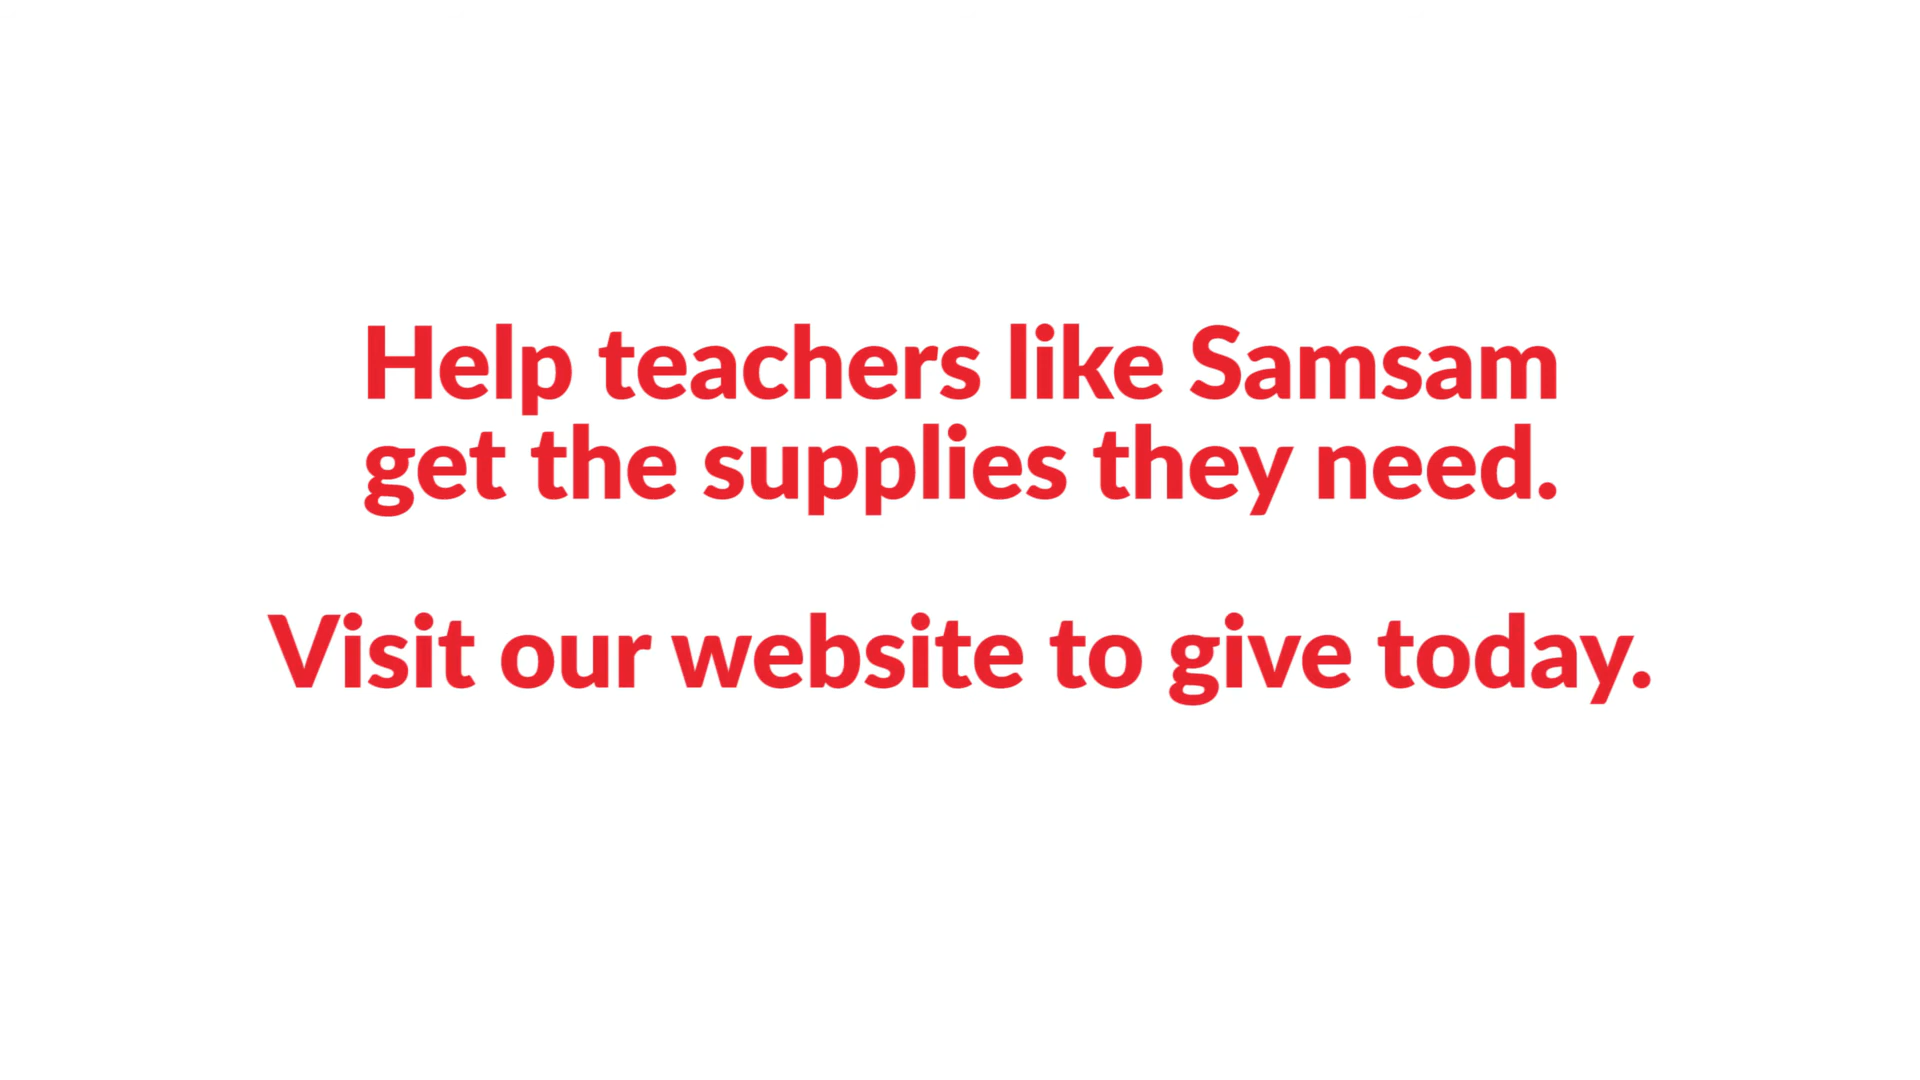 Help teachers like Samsam
get the supplies they need.
Visit our website to give today.